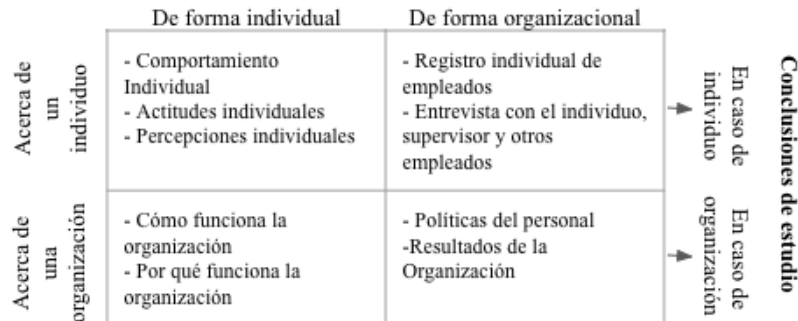 De forma individual
De forma organizacional
Acerca de
un
individuo
- Comportamiento
Individual
- Actitudes individuales
- Percepciones individuales
- Registro individual de
empleados
- Entrevista con el individuo,
supervisor y otros
empleados
En caso de
individuo
Acerca de
una
organización
- Cómo funciona la
organización
- Por qué funciona la
organización
- Políticas del personal
-Resultados de la
Organización
En caso de
organización
Conclusiones de estudio